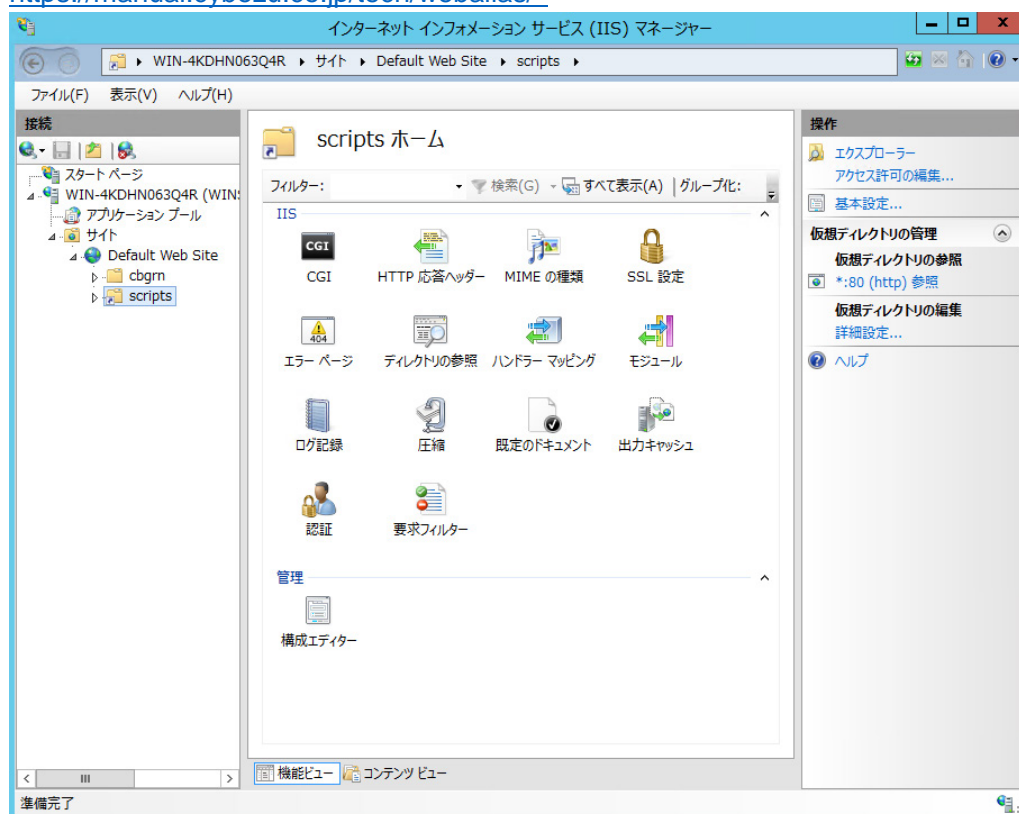 インターネット インフォメーション サービス (IIS) マネージャー
WIN-4KDHN063Q4R ▸ サイト ▸ Default Web Site ▸ scripts ▸
ファイル(F) 表示(V) ヘルプ(H)
接続
スタート ページ
WIN-4KDHN063Q4R (WIN
アプリケーション プール
サイト
Default Web Site
cbgrn
scripts
scripts ホーム
フィルター: 検索(G) すべて表示(A) グループ化:
IIS
CGI
CGI HTTP 応答ヘッダー MIME の種類 SSL 設定
404
エラー ページ ディレクトリの参照 ハンドラー マッピング モジュール
ログ記録 圧縮 既定のドキュメント 出力キャッシュ
認証 要求フィルター
管理
構成エディター
機能ビュー コンテンツ ビュー
操作
エクスプローラー
アクセス許可の編集...
基本設定...
仮想ディレクトリの管理
仮想ディレクトリの参照
*:80 (http) 参照
仮想ディレクトリの編集
詳細設定...
ヘルプ
準備完了